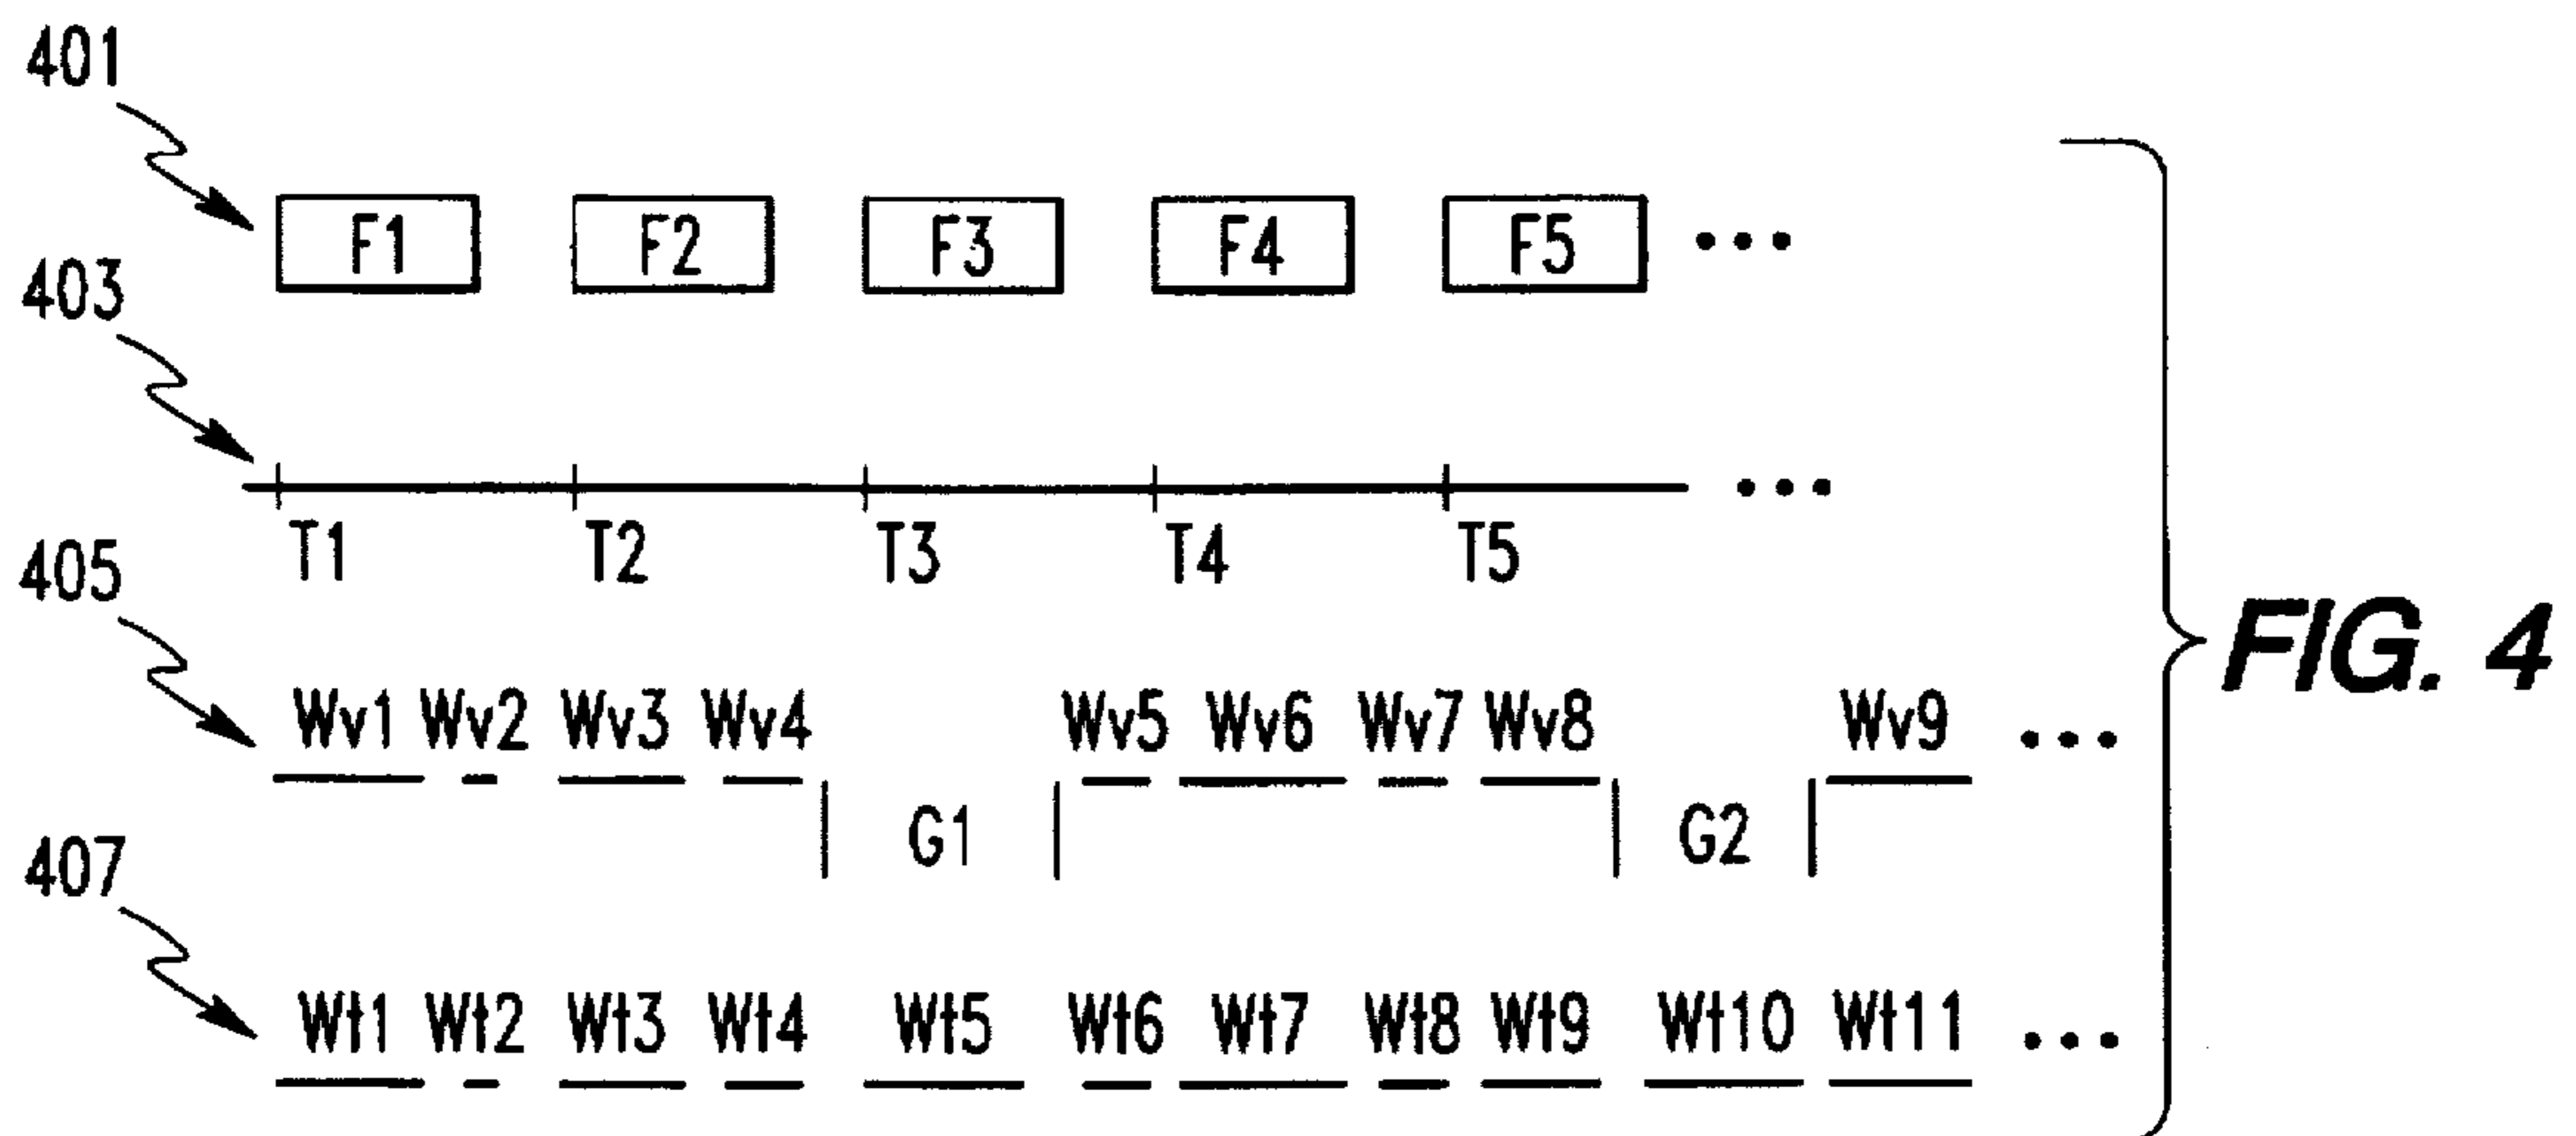 401
F1 F2 F3 F4 F5 •••
403
•••
T1 T2 T3 T4 T5
405
Wv1 Wv2 Wv3 Wv4 Wv5 Wv6 Wv7 Wv8 Wv9 •••
G1 G2
407
Wt1 Wt2 Wt3 Wt4 Wt5 Wt6 Wt7 Wt8 Wt9 Wt10 Wt11 •••
FIG. 4